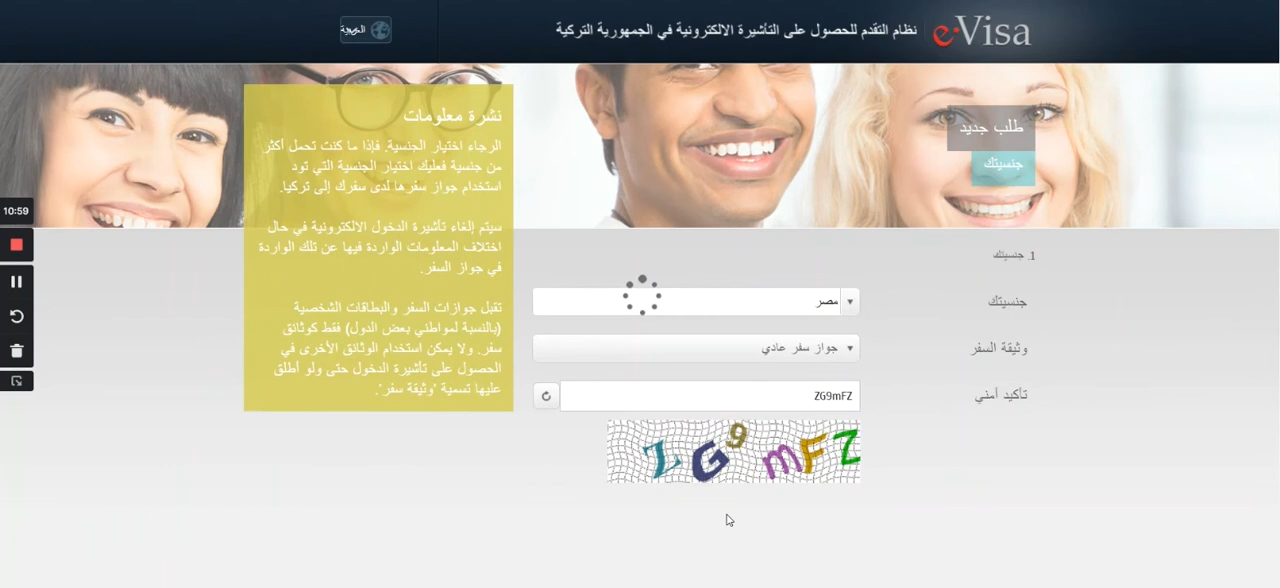 e-Visa
نظام التقدم للحصول على التأشيرة الالكترونية في الجمهورية التركية
العربية
طلب جديد
جنسيتك
نشرة معلومات
الرجاء اختيار الجنسية. فإذا ما كنت تحمل أكثر
من جنسية فعليك اختيار الجنسية التي تود
استخدام جواز سفرها لدى سفرك إلى تركيا.
سيتم إلغاء تأشيرة الدخول الالكترونية في حال
اختلاف المعلومات الواردة فيها عن تلك الواردة
في جواز السفر.
تقبل جوازات السفر والبطاقات الشخصية
(بالنسبة لمواطني بعض الدول) فقط كوثائق
سفر. ولا يمكن استخدام الوثائق الأخرى في
الحصول على تأشيرة الدخول حتى ولو أطلق
عليها تسمية 'وثيقة سفر'.
10:59
1. جنسيتك
جنسيتك
مصر
وثيقة السفر
جواز سفر عادي
تأكيد أمني
ZG9mFZ
ZG9mFZ